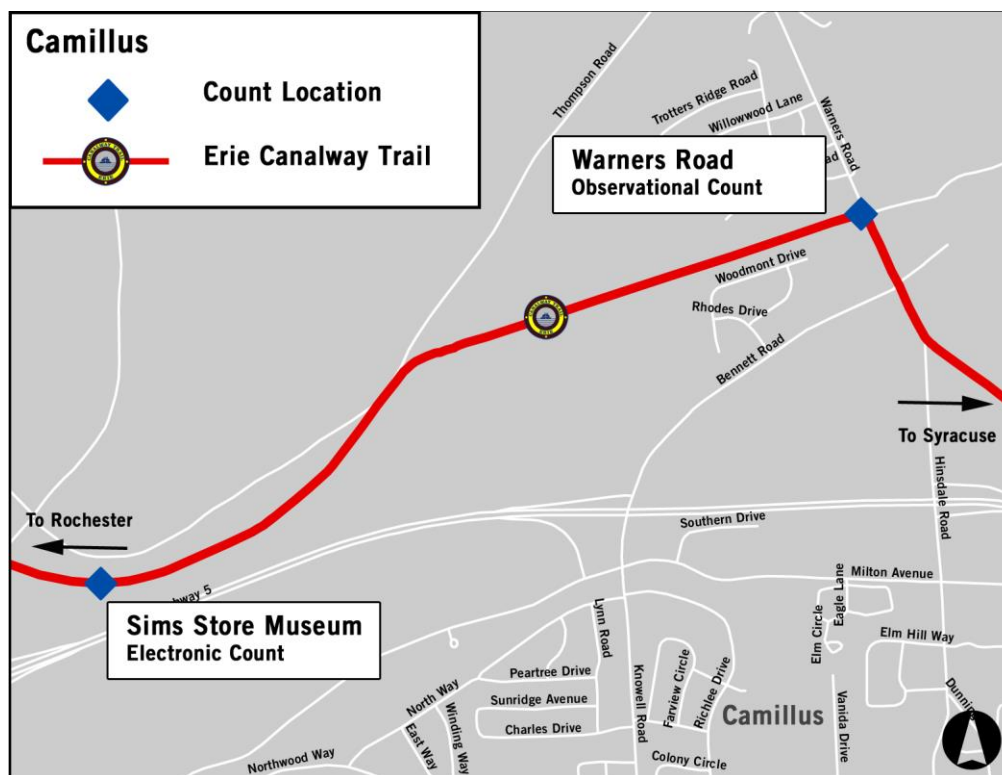 Camillus
Count Location
Erie Canalway Trail
Thompson Road
Trotters Ridge Road
Willowwood Lane
Warners Road
Warners Road
Observational Count
Woodmont Drive
Rhodes Drive
Bennett Road
To Syracuse
Hinsdale Road
To Rochester
Southern Drive
Milton Avenue
Eagle Lane
Elm Circle
Elm Hill Way
Sims Store Museum
Electronic Count
Lynn Road
Peartree Drive
North Way
Sunridge Avenue
Winding Way
East Way
Charles Drive
Knowell Road
Farview Circle
Richlee Drive
Camillus
Vanida Drive
Northwood Way
Colony Circle